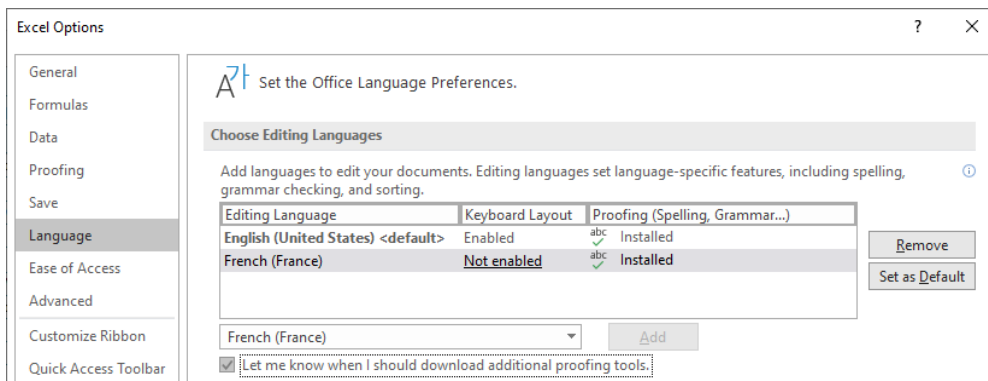 Excel Options ? ×
General
Formulas
Data
Proofing
Save
Language
Ease of Access
Advanced
Customize Ribbon
Quick Access Toolbar
A가 Set the Office Language Preferences.
Choose Editing Languages
Add languages to edit your documents. Editing languages set language-specific features, including spelling,
grammar checking, and sorting.
Editing Language Keyboard Layout Proofing (Spelling, Grammar...)
English (United States) <default> Enabled abc Installed
French (France) Not enabled abc Installed
Remove
Set as Default
French (France) Add
Let me know when I should download additional proofing tools.